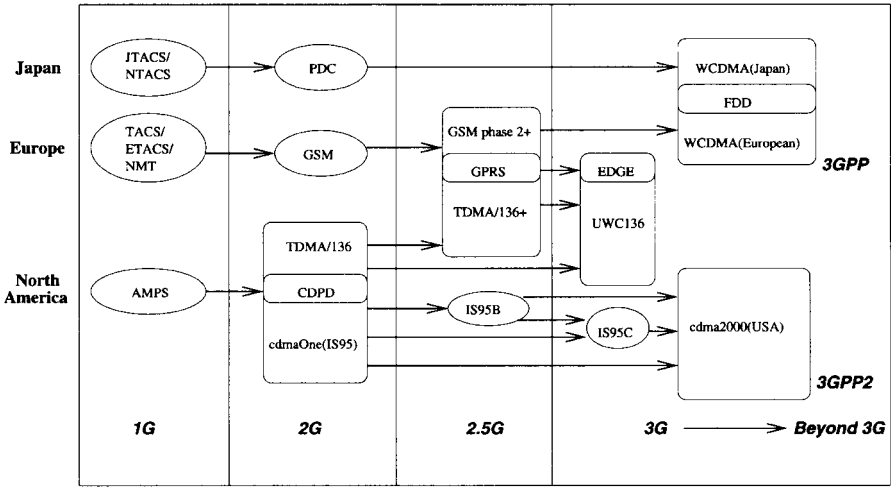 Japan
JTACS/
NTACS
PDC
WCDMA(Japan)
FDD
WCDMA(European)
3GPP
Europe
TACS/
ETACS/
NMT
GSM
GSM phase 2+
GPRS
TDMA/136+
EDGE
UWC136
North
America
AMPS
TDMA/136
CDPD
cdmaOne(IS95)
IS95B
IS95C
cdma2000(USA)
3GPP2
1G
2G
2.5G
3G
Beyond 3G